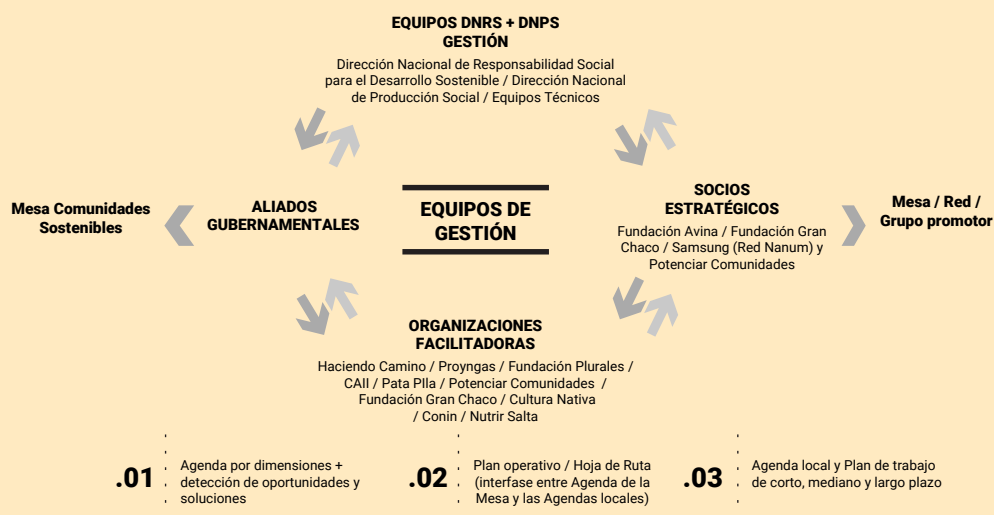 EQUIPOS DNRS + DNPS
GESTIÓN
Dirección Nacional de Responsabilidad Social
para el Desarrollo Sostenible / Dirección Nacional
de Producción Social / Equipos Técnicos
Mesa Comunidades
Sostenibles
ALIADOS
GUBERNAMENTALES
EQUIPOS DE
GESTIÓN
SOCIOS
ESTRATÉGICOS
Fundación Avina / Fundación Gran
Chaco / Samsung (Red Nanum) y
Potenciar Comunidades
Mesa / Red /
Grupo promotor
ORGANIZACIONES
FACILITADORAS
Haciendo Camino / Proyngas / Fundación Plurales /
CAII / Pata PIla / Potenciar Comunidades /
Fundación Gran Chaco / Cultura Nativa
/ Conin / Nutrir Salta
.01
Agenda por dimensiones +
detección de oportunidades y
soluciones
.02
Plan operativo / Hoja de Ruta
(interfase entre Agenda de la
Mesa y las Agendas locales)
.03
Agenda local y Plan de trabajo
de corto, mediano y largo plazo